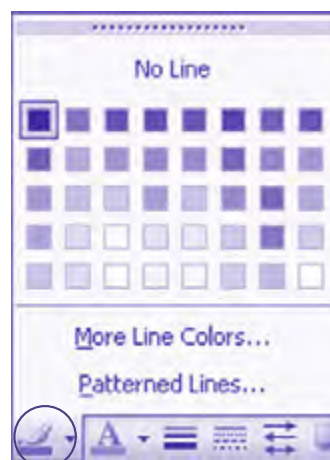 No Line
More Line Colors...
Patterned Lines...
A